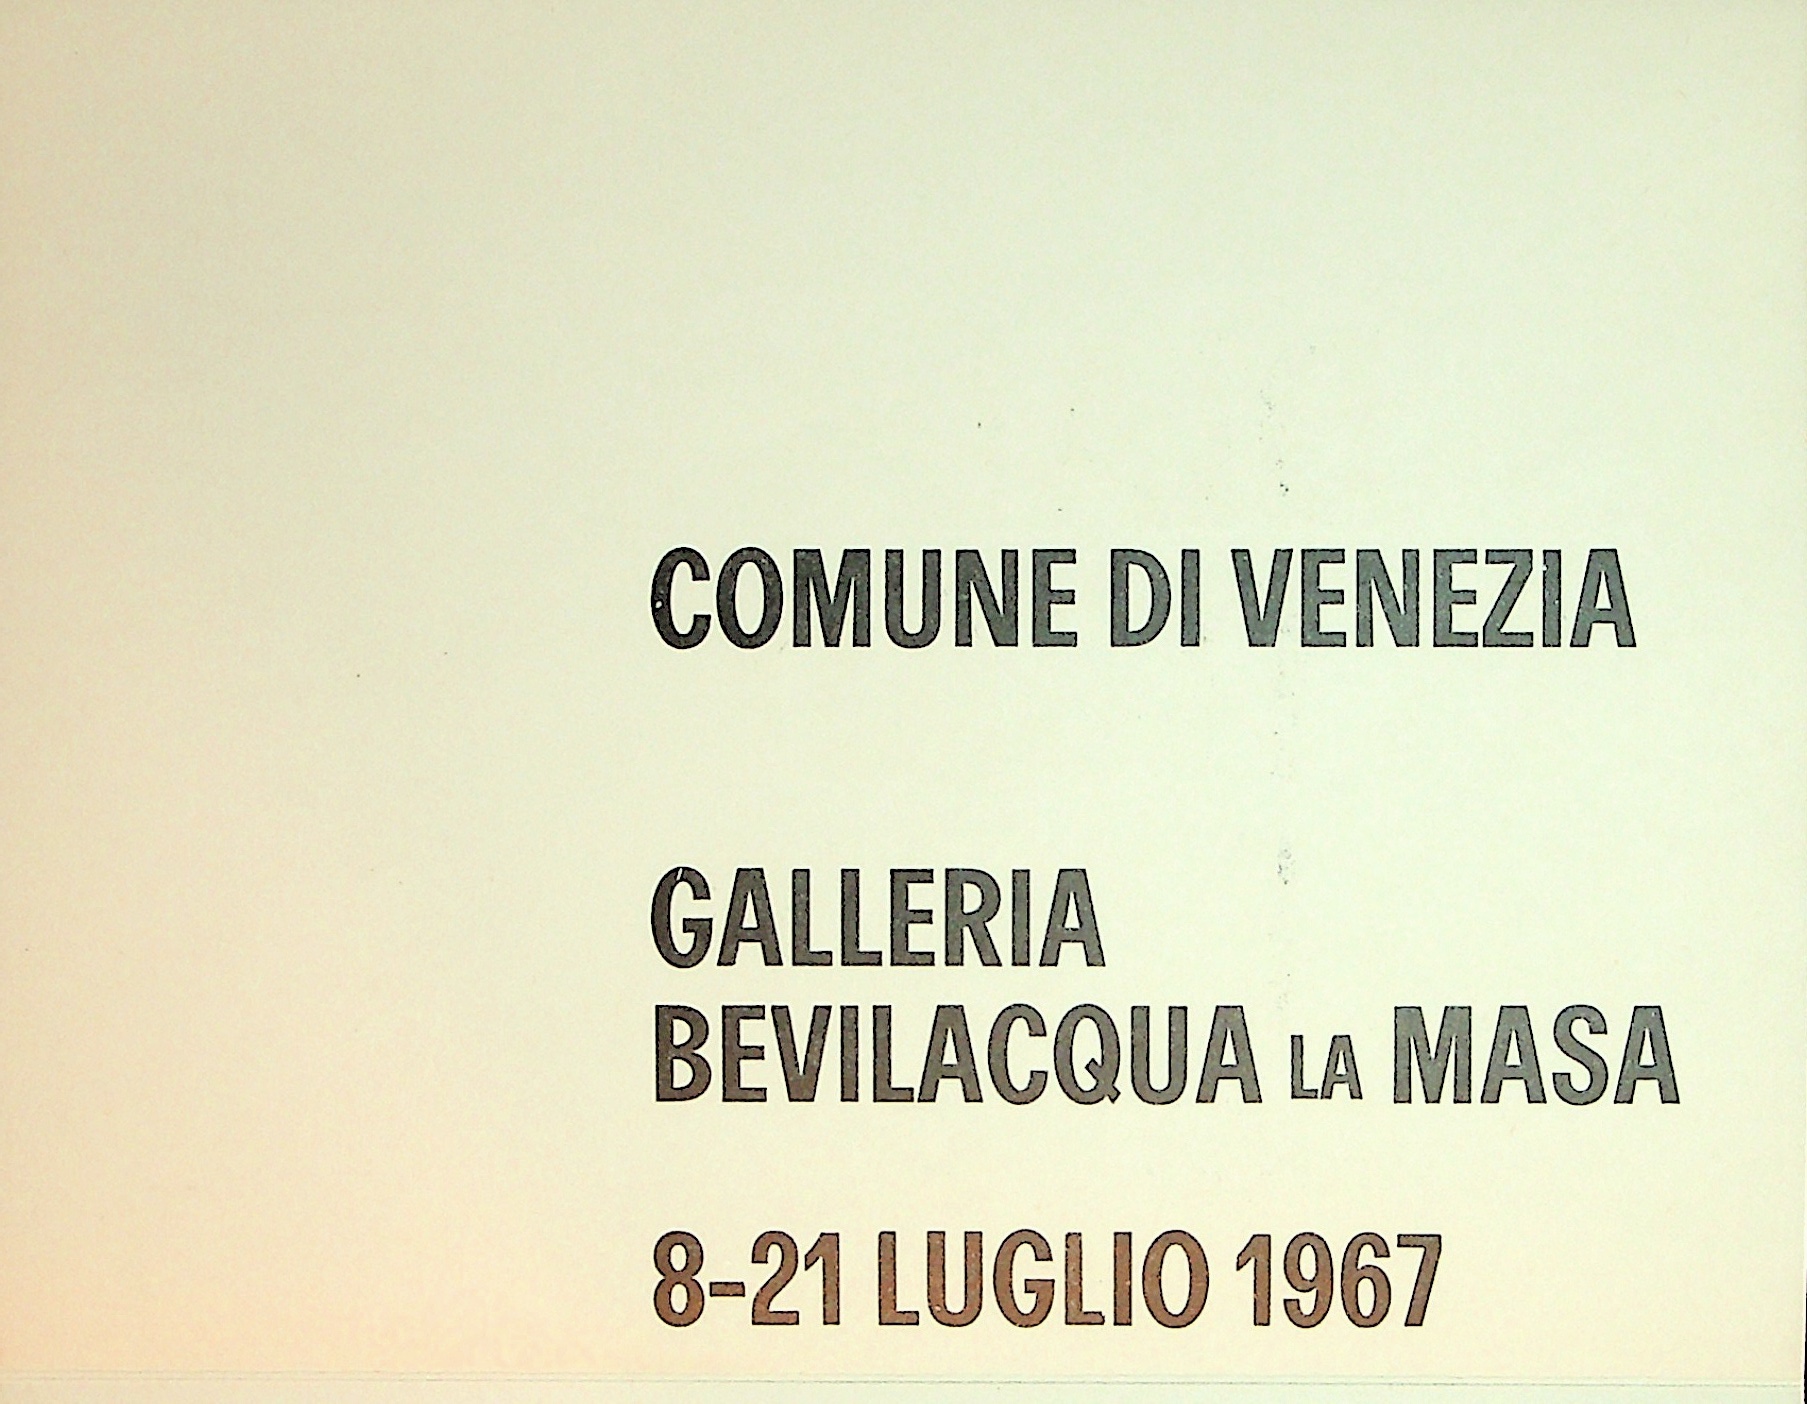 COMUNE DI VENEZIA
GALLERIA
BEVILACQUA LA MASA
8-21 LUGLIO 1967